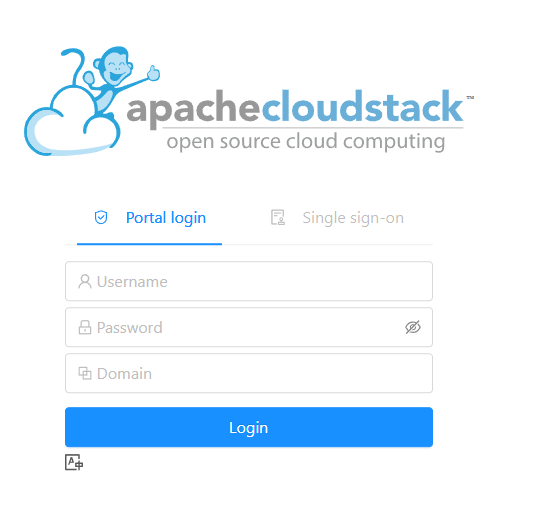 apachecloudstack™
open source cloud computing
Portal login
Single sign-on
Username
Password
Domain
Login